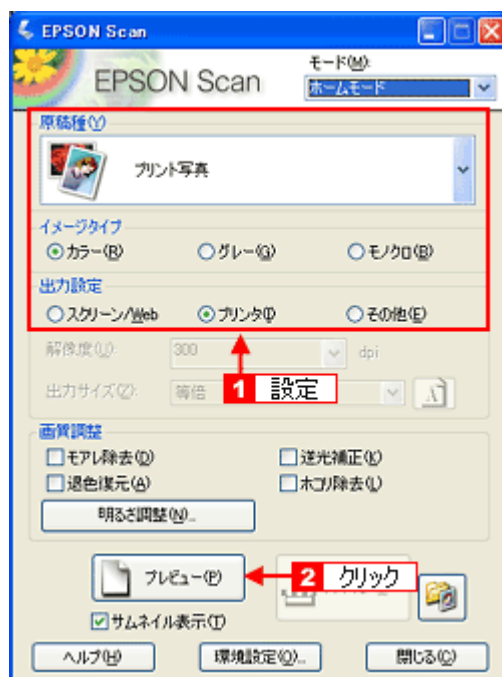 EPSON Scan
EPSON Scan
モード(M):
ホームモード
原稿種(Y)
プリント写真
イメージタイプ
カラー(R) グレー(G) モノクロ(B)
出力設定
スクリーン/Web プリンタ(I) その他(E)
解像度(U): 300 dpi
出力サイズ(Z): 等倍
1 設定
画質調整
モアレ除去(D) 逆光補正(K)
退色復元(A) ホコリ除去(L)
明るさ調整(N)...
プレビュー(P) 2 クリック
サムネイル表示(T)
ヘルプ(H) 環境設定(O)... 閉じる(C)